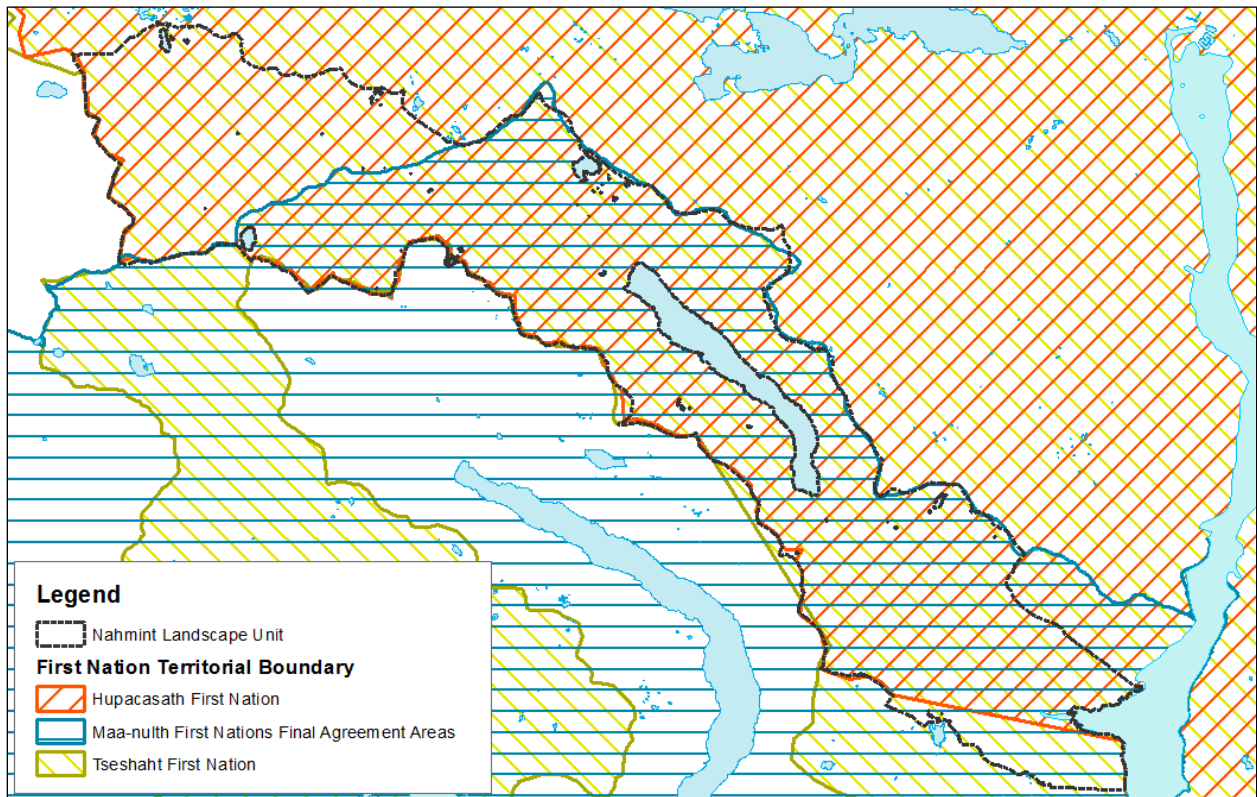 Legend
Nahmint Landscape Unit
First Nation Territorial Boundary
Hupacasath First Nation
Maa-nulth First Nations Final Agreement Areas
Tseshaht First Nation